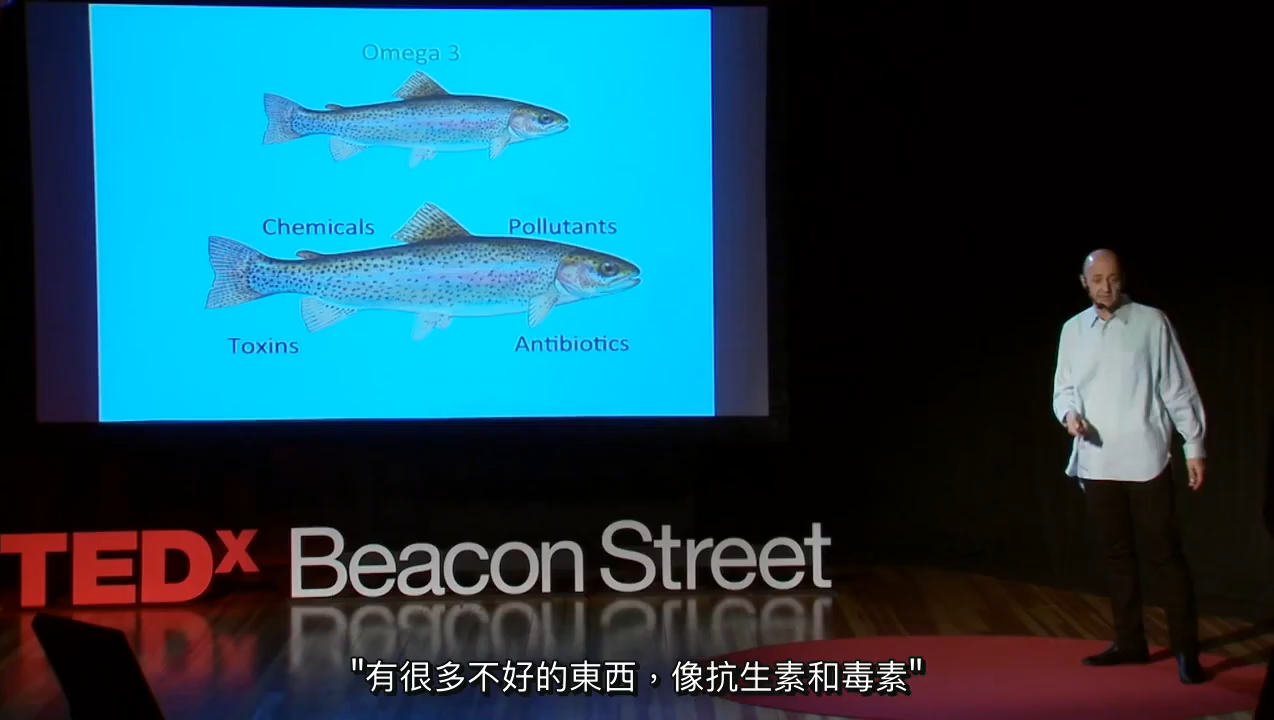 Omega 3
Chemicals Pollutants
Toxins Antibiotics
TEDx Beacon Street
"有很多不好的東西，像抗生素和毒素"